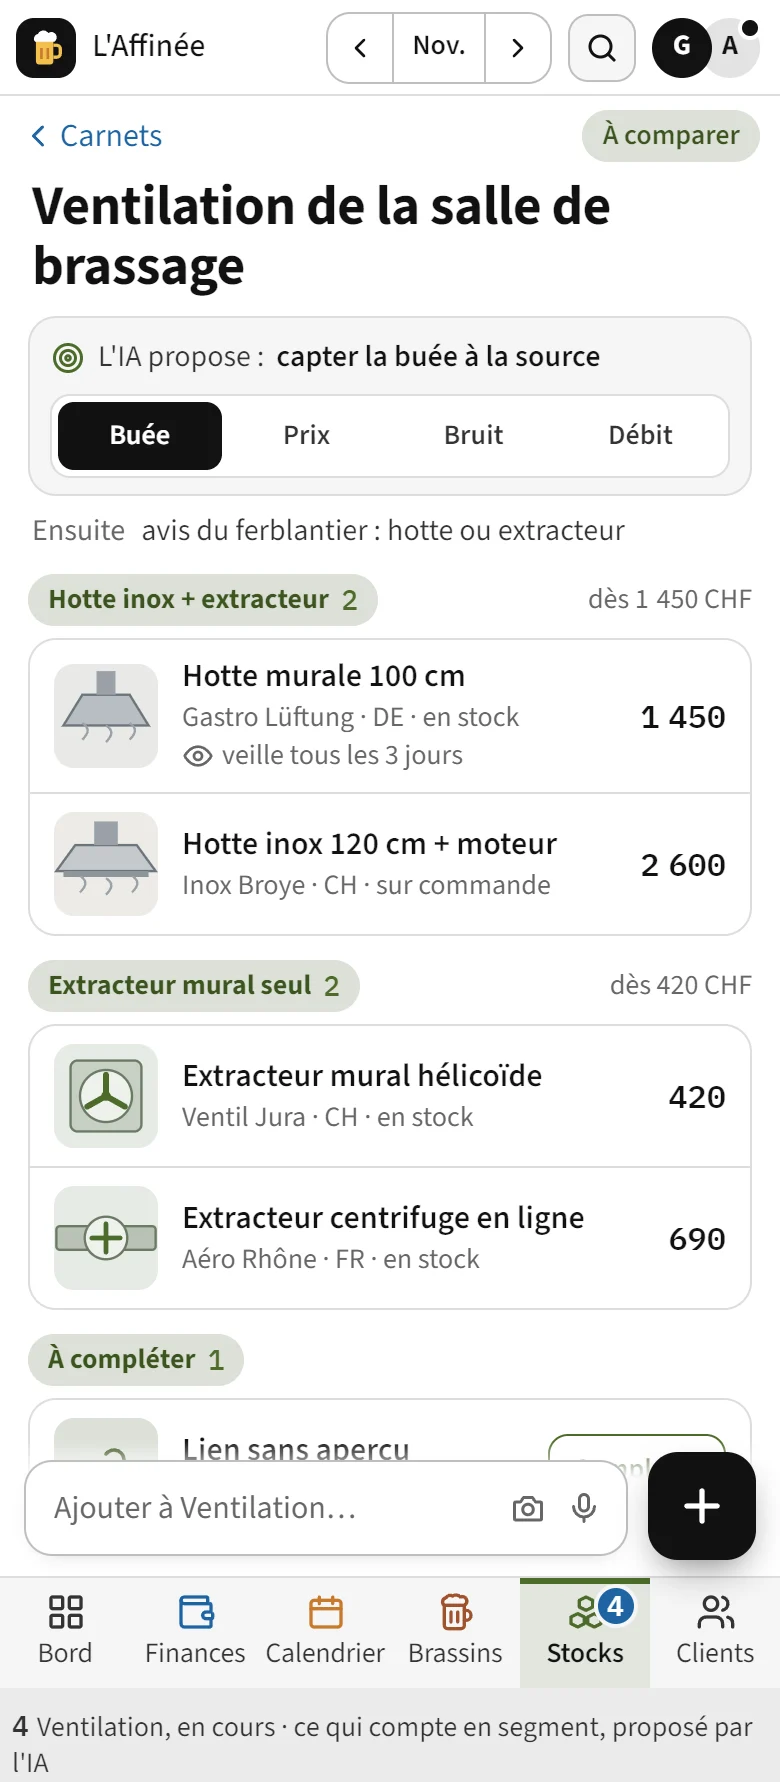 L'Affinée
Nov.
G
A
Carnets
À comparer
Ventilation de la salle de
brassage
L'IA propose : capter la buée à la source
Buée
Prix
Bruit
Débit
Ensuite avis du ferblantier : hotte ou extracteur
Hotte inox + extracteur 2
dès 1 450 CHF
Hotte murale 100 cm
Gastro Lüftung · DE · en stock
veille tous les 3 jours
1 450
Hotte inox 120 cm + moteur
Inox Broye · CH · sur commande
2 600
Extracteur mural seul 2
dès 420 CHF
Extracteur mural hélicoïde
Ventil Jura · CH · en stock
420
Extracteur centrifuge en ligne
Aéro Rhône · FR · en stock
690
À compléter 1
Lien sans aperçu
Ajouter à Ventilation…
Bord
Finances
Calendrier
Brassins
4
Stocks
Clients
4 Ventilation, en cours · ce qui compte en segment, proposé par
l'IA